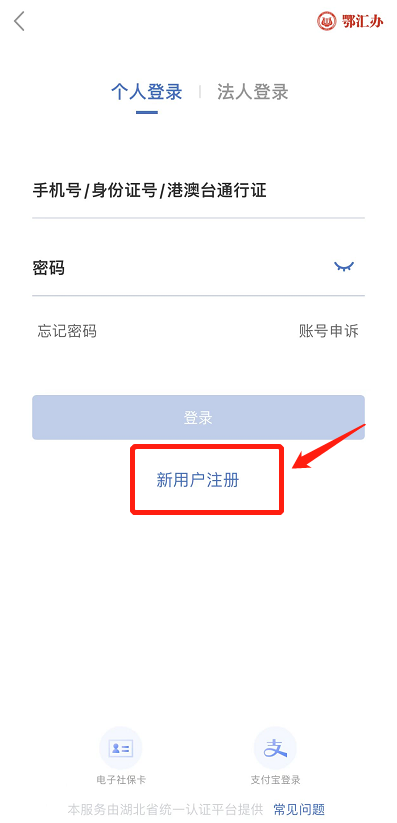 鄂汇办
个人登录 法人登录
手机号/身份证号/港澳台通行证
密码
忘记密码 账号申诉
登录
新用户注册
支
电子社保卡 支付宝登录
本服务由湖北省统一认证平台提供 常见问题